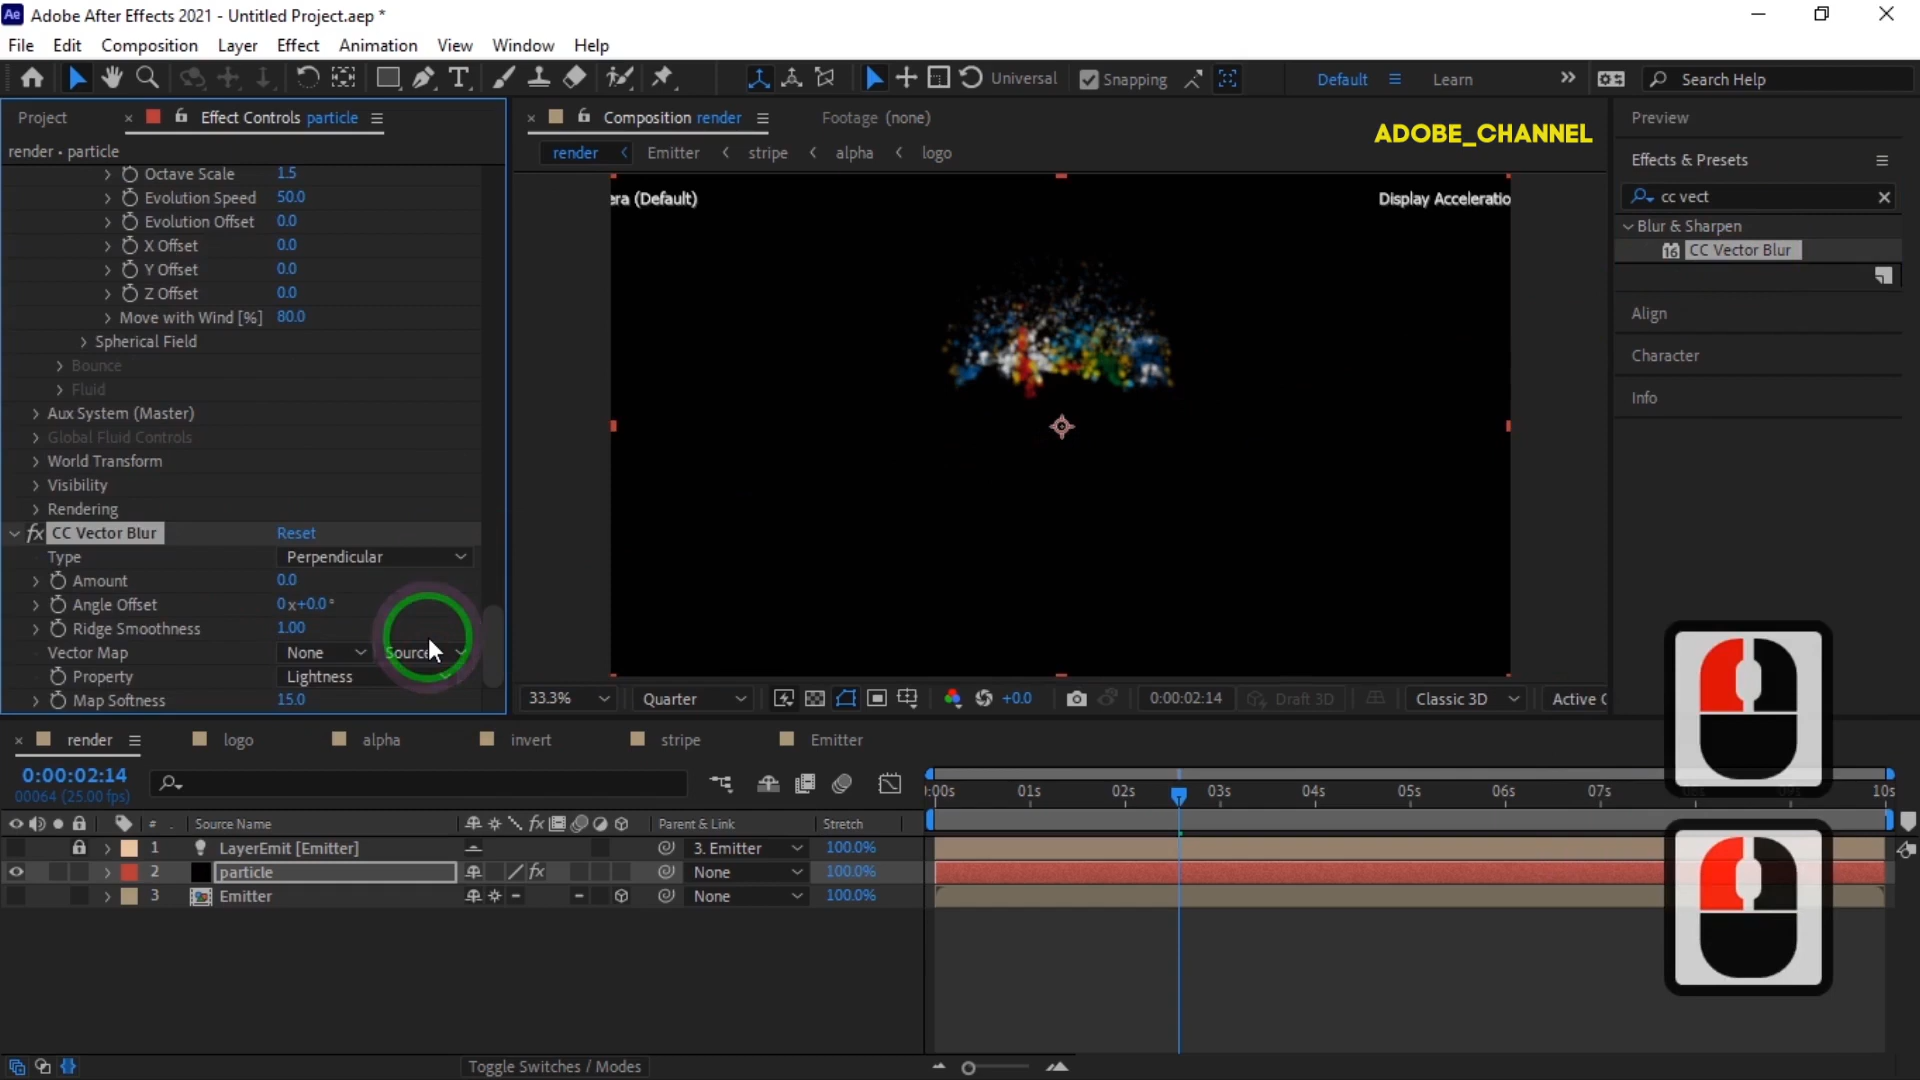 Ae Adobe After Effects 2021 - Untitled Project.aep *
File Edit Composition Layer Effect Animation View Window Help
Universal Snapping Default Learn Search Help
Project Effect Controls particle
render • particle
Octave Scale 1.5
Evolution Speed 50.0
Evolution Offset 0.0
X Offset 0.0
Y Offset 0.0
Z Offset 0.0
Move with Wind [%] 80.0
Spherical Field
Bounce
Fluid
Aux System (Master)
Global Fluid Controls
World Transform
Visibility
Rendering
fx CC Vector Blur Reset
Type Perpendicular
Amount 0.0
Angle Offset 0x+0.0°
Ridge Smoothness 1.00
Vector Map None Source
Property Lightness
Map Softness 15.0
Composition render Footage (none)
ADOBE_CHANNEL
render Emitter stripe alpha logo
era (Default) Display Acceleratio
33.3% Quarter +0.0 0:00:02:14 Draft 3D Classic 3D Active C
Preview
Effects & Presets
cc vect
Blur & Sharpen
16 CC Vector Blur
Align
Character
Info
render logo alpha invert stripe Emitter
0:00:02:14
00064 (25.00 fps)
:00s 01s 02s 03s 04s 05s 06s 07s 10s
# Source Name fx Parent & Link Stretch
1 LayerEmit [Emitter] 3. Emitter 100.0%
2 particle fx None 100.0%
3 Emitter None 100.0%
Toggle Switches / Modes